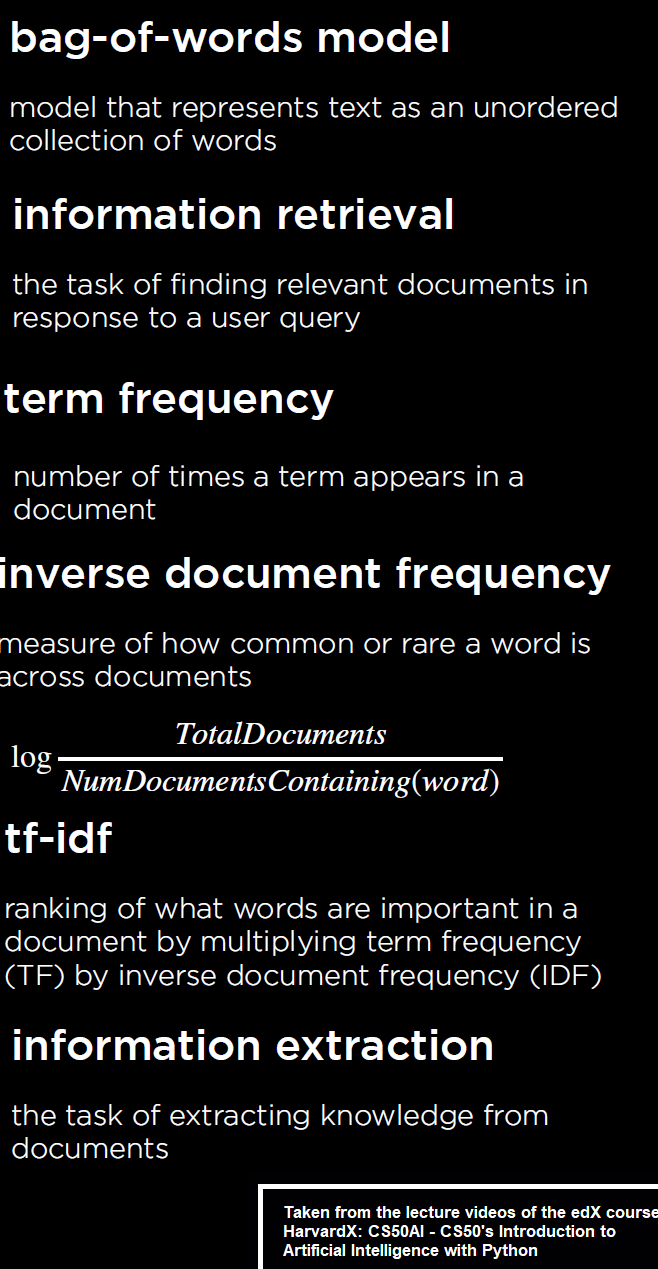 bag-of-words model
model that represents text as an unordered
collection of words
information retrieval
the task of finding relevant documents in
response to a user query
term frequency
number of times a term appears in a
document
inverse document frequency
measure of how common or rare a word is
across documents
log TotalDocuments / NumDocumentsContaining(word)
tf-idf
ranking of what words are important in a
document by multiplying term frequency
(TF) by inverse document frequency (IDF)
information extraction
the task of extracting knowledge from
documents
Taken from the lecture videos of the edX course
HarvardX: CS50AI - CS50's Introduction to
Artificial Intelligence with Python